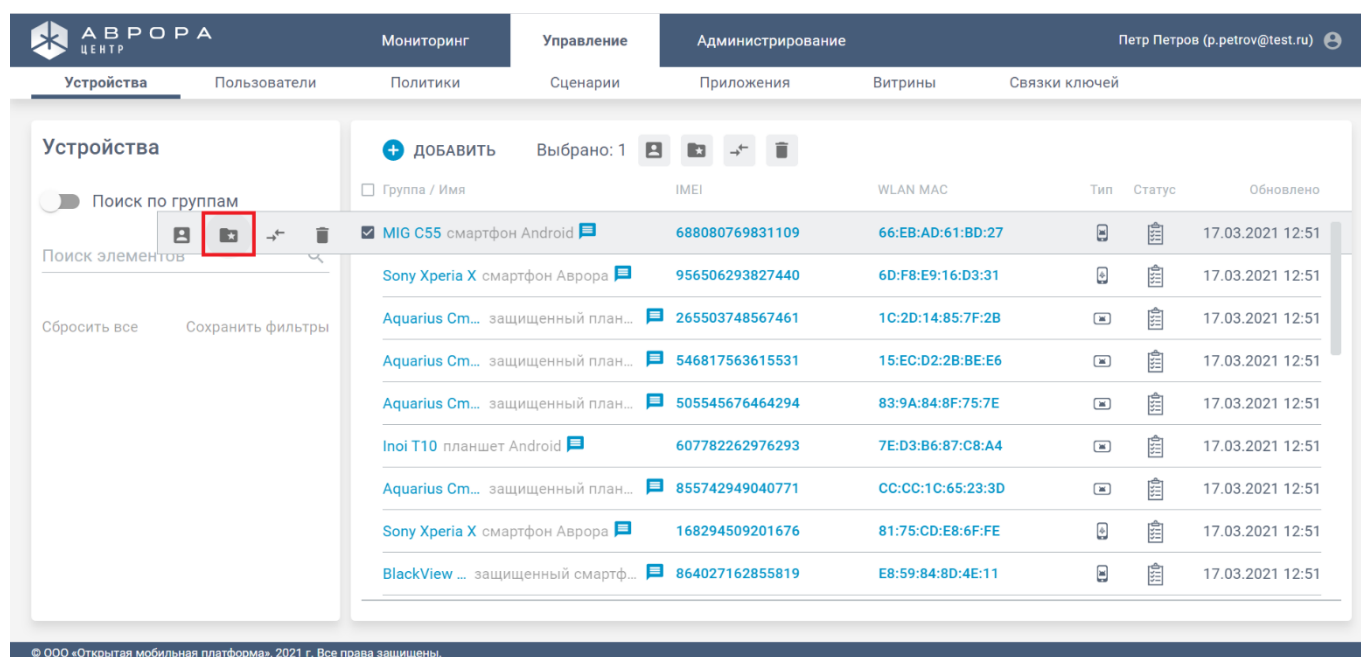 АВРОРА
ЦЕНТР
Мониторинг Управление Администрирование Петр Петров (p.petrov@test.ru)
Устройства Пользователи Политики Сценарии Приложения Витрины Связки ключей
Устройства
Поиск по группам
Поиск элементов
Сбросить все Сохранить фильтры
ДОБАВИТЬ Выбрано: 1
Группа / Имя IMEI WLAN MAC Тип Статус Обновлено
MIG C55 смартфон Android 688080769831109 66:EB:AD:61:BD:27 17.03.2021 12:51
Sony Xperia X смартфон Аврора 956506293827440 6D:F8:E9:16:D3:31 17.03.2021 12:51
Aquarius Cm... защищенный план... 265503748567461 1C:2D:14:85:7F:2B 17.03.2021 12:51
Aquarius Cm... защищенный план... 546817563615531 15:EC:D2:2B:BE:E6 17.03.2021 12:51
Aquarius Cm... защищенный план... 505545676464294 83:9A:84:8F:75:7E 17.03.2021 12:51
Inoi T10 планшет Android 607782262976293 7E:D3:B6:87:C8:A4 17.03.2021 12:51
Aquarius Cm... защищенный план... 855742949040771 CC:CC:1C:65:23:3D 17.03.2021 12:51
Sony Xperia X смартфон Аврора 168294509201676 81:75:CD:E8:6F:FE 17.03.2021 12:51
BlackView ... защищенный смартф... 864027162855819 E8:59:84:8D:4E:11 17.03.2021 12:51
© ООО «Открытая мобильная платформа», 2021 г. Все права защищены.